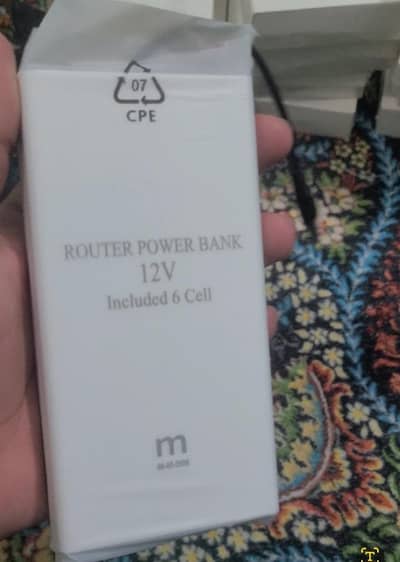 07
CPE
ROUTER POWER BANK
12V
Included 6 Cell
m